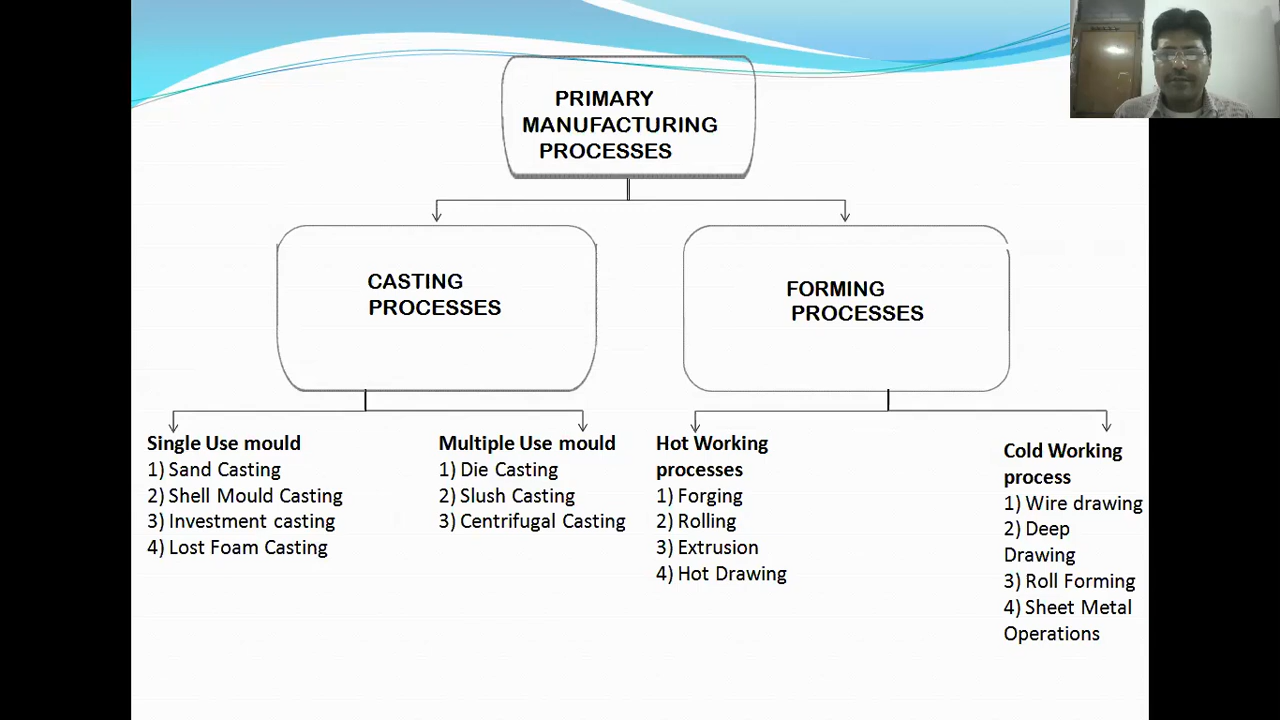 PRIMARY
MANUFACTURING
PROCESSES
CASTING
PROCESSES
FORMING
PROCESSES
Single Use mould
1) Sand Casting
2) Shell Mould Casting
3) Investment casting
4) Lost Foam Casting
Multiple Use mould
1) Die Casting
2) Slush Casting
3) Centrifugal Casting
Hot Working
processes
1) Forging
2) Rolling
3) Extrusion
4) Hot Drawing
Cold Working
process
1) Wire drawing
2) Deep
Drawing
3) Roll Forming
4) Sheet Metal
Operations